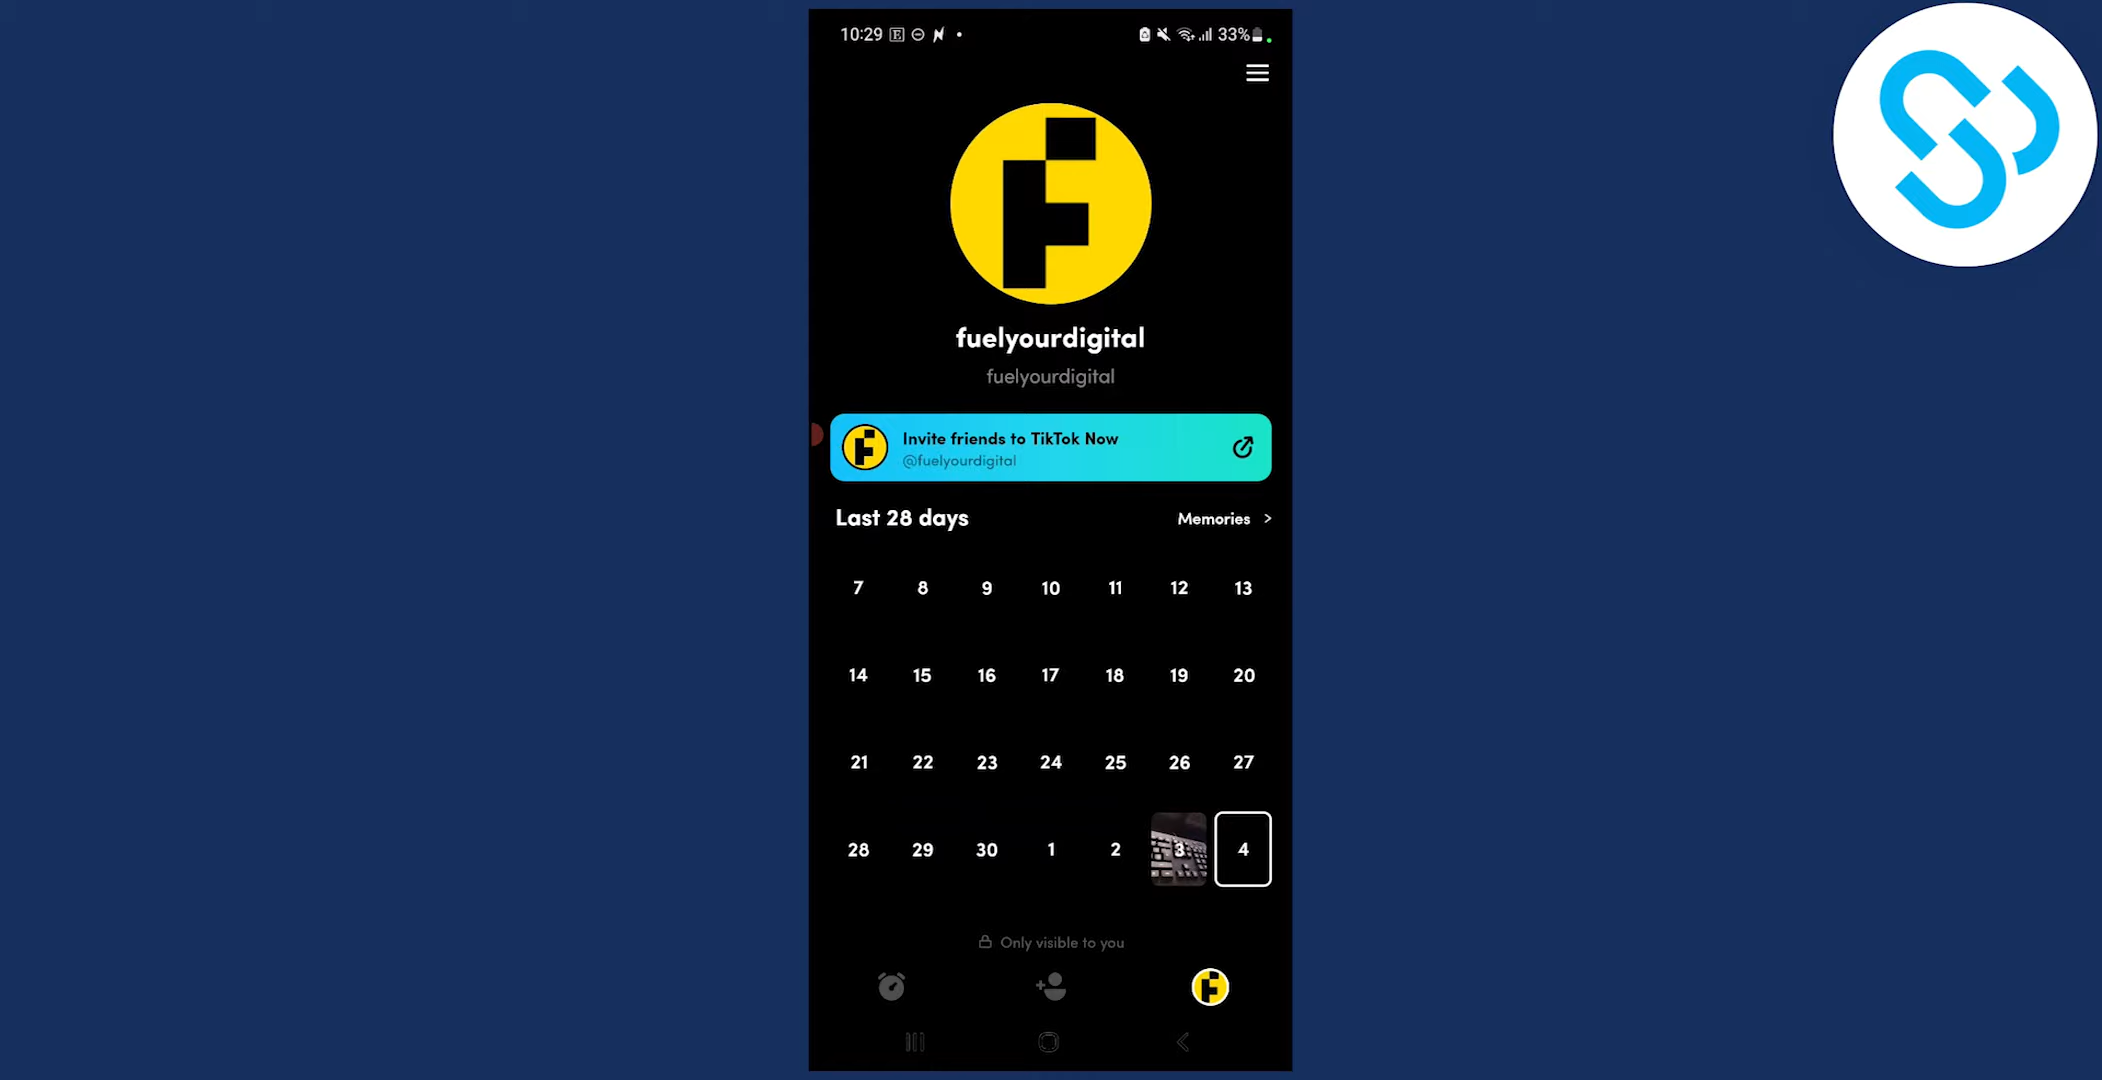 10:29 33%
fuelyourdigital
fuelyourdigital
Invite friends to TikTok Now
@fuelyourdigital
Last 28 days Memories >
7 8 9 10 11 12 13
14 15 16 17 18 19 20
21 22 23 24 25 26 27
28 29 30 1 2 3 4
Only visible to you